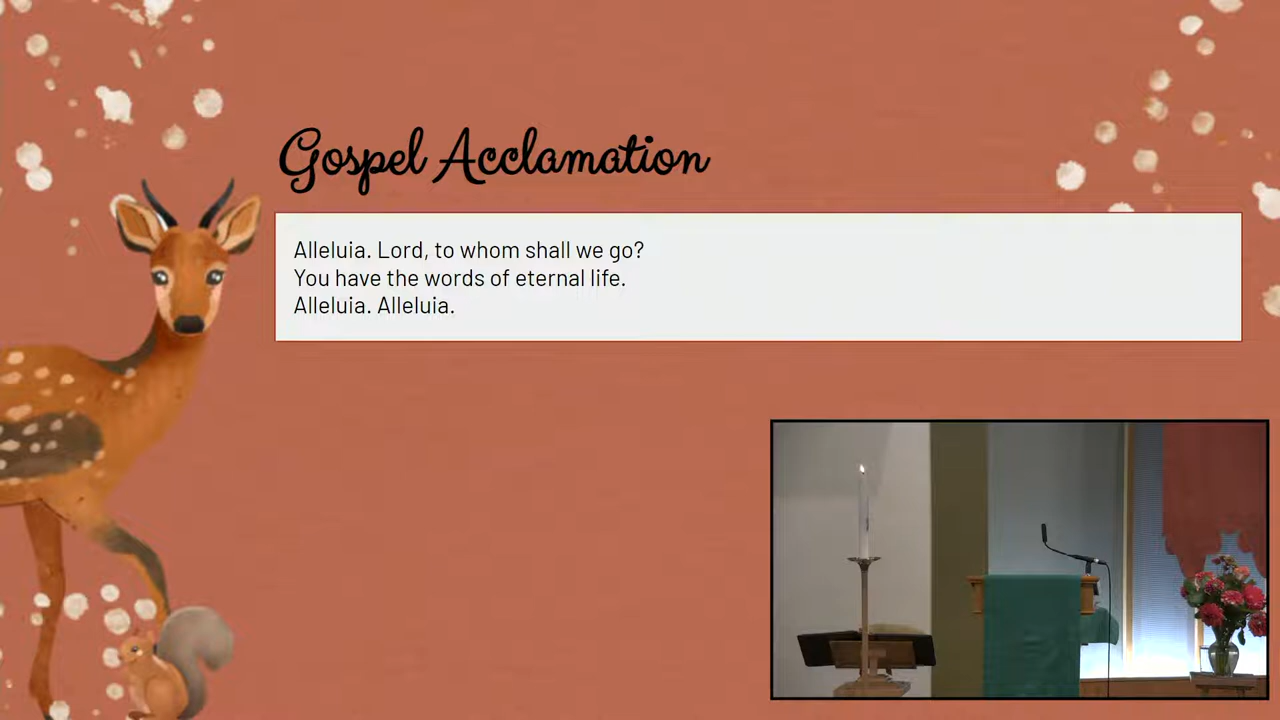 Gospel Acclamation
Alleluia. Lord, to whom shall we go?
You have the words of eternal life.
Alleluia. Alleluia.